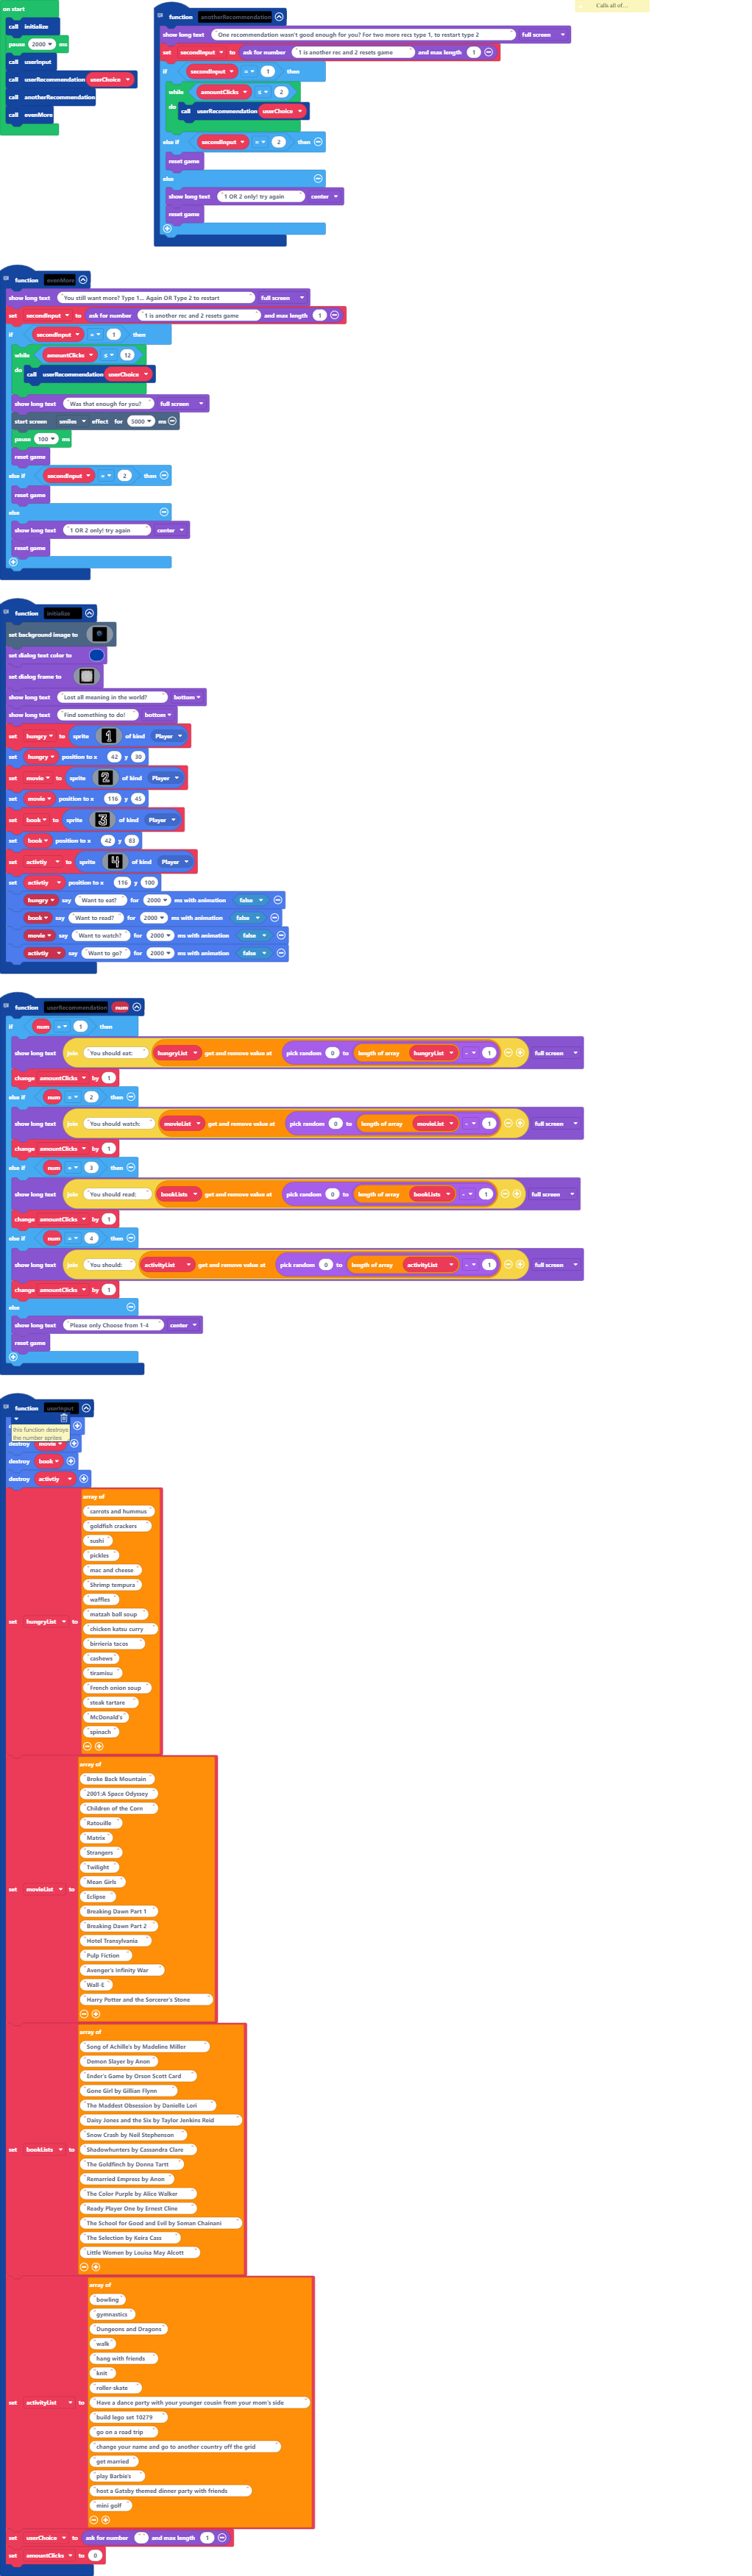 on start
call initialize
pause 2000 ms
call userInput
call userRecommendation userChoice
call anotherRecommendation
call evenMore
function anotherRecommendation
show long text "One recommendation wasn't good enough for you? For two more recs type 1, to restart type 2" full screen
set secondInput to ask for number "1 is another rec and 2 resets game" and max length 1
if secondInput = 1 then
while amountClicks ≤ 2
do call userRecommendation userChoice
else if secondInput = 2 then
reset game
else
show long text "1 OR 2 only! try again" center
reset game
Calls all of...
function evenMore
show long text "You still want more? Type 1... Again OR Type 2 to restart" full screen
set secondInput to ask for number "1 is another rec and 2 resets game" and max length 1
if secondInput = 1 then
while amountClicks ≤ 12
do call userRecommendation userChoice
show long text "Was that enough for you?" full screen
start screen smiles effect for 5000 ms
pause 100 ms
reset game
else if secondInput = 2 then
reset game
else
show long text "1 OR 2 only! try again" center
reset game
function initialize
set background image to
set dialog text color to
set dialog frame to
show long text "Lost all meaning in the world?" bottom
show long text "Find something to do!" bottom
set hungry to sprite 1 of kind Player
set hungry position to x 42 y 30
set movie to sprite 2 of kind Player
set movie position to x 116 y 45
set book to sprite 3 of kind Player
set book position to x 42 y 83
set activtiy to sprite 4 of kind Player
set activtiy position to x 116 y 100
hungry say "Want to eat?" for 2000 ms with animation false
book say "Want to read?" for 2000 ms with animation false
movie say "Want to watch?" for 2000 ms with animation false
activtiy say "Want to go?" for 2000 ms with animation false
function userRecommendation num
if num = 1 then
show long text join "You should eat:" hungryList get and remove value at pick random 0 to length of array hungryList - 1 full screen
change amountClicks by 1
else if num = 2 then
show long text join "You should watch:" movieList get and remove value at pick random 0 to length of array movieList - 1 full screen
change amountClicks by 1
else if num = 3 then
show long text join "You should read:" bookLists get and remove value at pick random 0 to length of array bookLists - 1 full screen
change amountClicks by 1
else if num = 4 then
show long text join "You should:" activityList get and remove value at pick random 0 to length of array activityList - 1 full screen
change amountClicks by 1
else
show long text "Please only Choose from 1-4" center
reset game
function userInput
this function destroys
the number sprites
destroy movie
destroy book
destroy activtiy
set hungryList to array of
"carrots and hummus"
"goldfish crackers"
"sushi"
"pickles"
"mac and cheese"
"Shrimp tempura"
"waffles"
"matzah ball soup"
"chicken katsu curry"
"birrieria tacos"
"cashews"
"tiramisu"
"French onion soup"
"steak tartare"
"McDonald's"
"spinach"
set movieList to array of
"Broke Back Mountain"
"2001:A Space Odyssey"
"Children of the Corn"
"Ratouille"
"Matrix"
"Strangers"
"Twilight"
"Mean Girls"
"Eclipse"
"Breaking Dawn Part 1"
"Breaking Dawn Part 2"
"Hotel Transylvania"
"Pulp Fiction"
"Avenger's Infinity War"
"Wall-E"
"Harry Potter and the Sorcerer's Stone"
set bookLists to array of
"Song of Achille's by Madeline Miller"
"Demon Slayer by Anon"
"Ender's Game by Orson Scott Card"
"Gone Girl by Gillian Flynn"
"The Maddest Obsession by Danielle Lori"
"Daisy Jones and the Six by Taylor Jenkins Reid"
"Snow Crash by Neil Stephenson"
"Shadowhunters by Cassandra Clare"
"The Goldfinch by Donna Tartt"
"Remarried Empress by Anon"
"The Color Purple by Alice Walker"
"Ready Player One by Ernest Cline"
"The School for Good and Evil by Soman Chainani"
"The Selection by Keira Cass"
"Little Women by Louisa May Alcott"
set activityList to array of
"bowling"
"gymnastics"
"Dungeons and Dragons"
"walk"
"hang with friends"
"knit"
"roller skate"
"Have a dance party with your younger cousin from your mom's side"
"build lego set 10279"
"go on a road trip"
"change your name and go to another country off the grid"
"get married"
"play Barbie's"
"host a Gatsby themed dinner party with friends"
"mini golf"
set userChoice to ask for number "" and max length 1
set amountClicks to 0